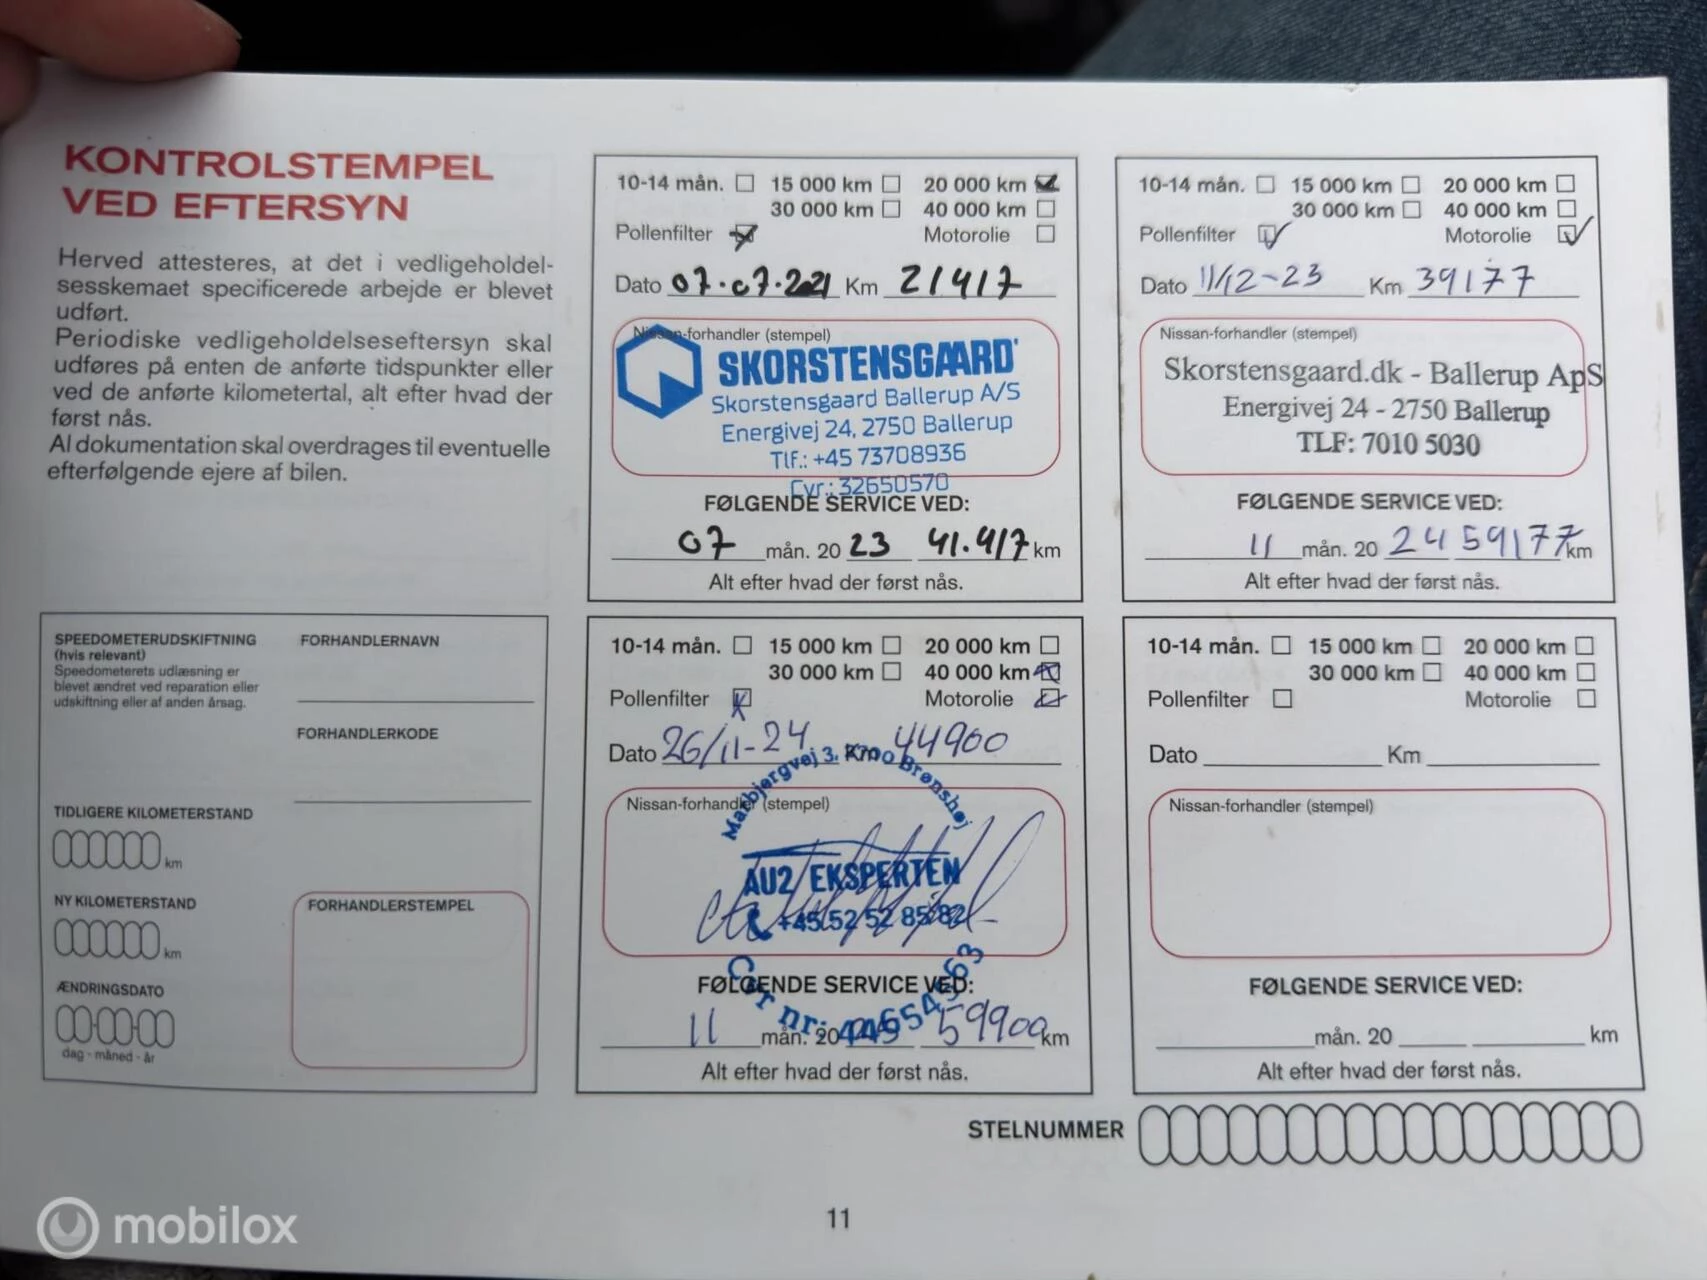 KONTROLSTEMPEL
VED EFTERSYN
Herved attesteres, at det i vedligeholdel-
sesskemaet specificerede arbejde er blevet
udført.
Periodiske vedligeholdelseseftersyn skal
udføres på enten de anførte tidspunkter eller
ved de anførte kilometertal, alt efter hvad der
først nås.
Al dokumentation skal overdrages til eventuelle
efterfølgende ejere af bilen.
SPEEDOMETERUDSKIFTNING
(hvis relevant)
Speedometerets udlæsning er
blevet ændret ved reparation eller
udskiftning eller af anden årsag.
FORHANDLERNAVN
FORHANDLERKODE
TIDLIGERE KILOMETERSTAND
km
NY KILOMETERSTAND
km
ÆNDRINGSDATO
dag - måned - år
FORHANDLERSTEMPEL
10-14 mån. 15 000 km 20 000 km
30 000 km 40 000 km
Pollenfilter Motorolie
Dato 07.07.2021 Km 21417
Nissan-forhandler (stempel)
SKORSTENSGAARD
Skorstensgaard Ballerup A/S
Energivej 24, 2750 Ballerup
Tlf.: +45 73708936
Cvr.: 32650570
FØLGENDE SERVICE VED:
07 mån. 20 23 41.417 km
Alt efter hvad der først nås.
10-14 mån. 15 000 km 20 000 km
30 000 km 40 000 km
Pollenfilter Motorolie
Dato 11/12-23 Km 39177
Nissan-forhandler (stempel)
Skorstensgaard.dk - Ballerup ApS
Energivej 24 - 2750 Ballerup
TLF: 7010 5030
FØLGENDE SERVICE VED:
11 mån. 20 24 59177 km
Alt efter hvad der først nås.
10-14 mån. 15 000 km 20 000 km
30 000 km 40 000 km
Pollenfilter Motorolie
Dato 26/11-24 Km 44900
Nissan-forhandler (stempel)
3, 2700 Brønshøj
AU2 EKSPERTEN
+45 52 52 85 82
FØLGENDE SERVICE VED:
Cvr nr: 44654663
11 mån. 20 59900 km
Alt efter hvad der først nås.
10-14 mån. 15 000 km 20 000 km
30 000 km 40 000 km
Pollenfilter Motorolie
Dato Km
Nissan-forhandler (stempel)
FØLGENDE SERVICE VED:
mån. 20 km
Alt efter hvad der først nås.
STELNUMMER
11
mobilox